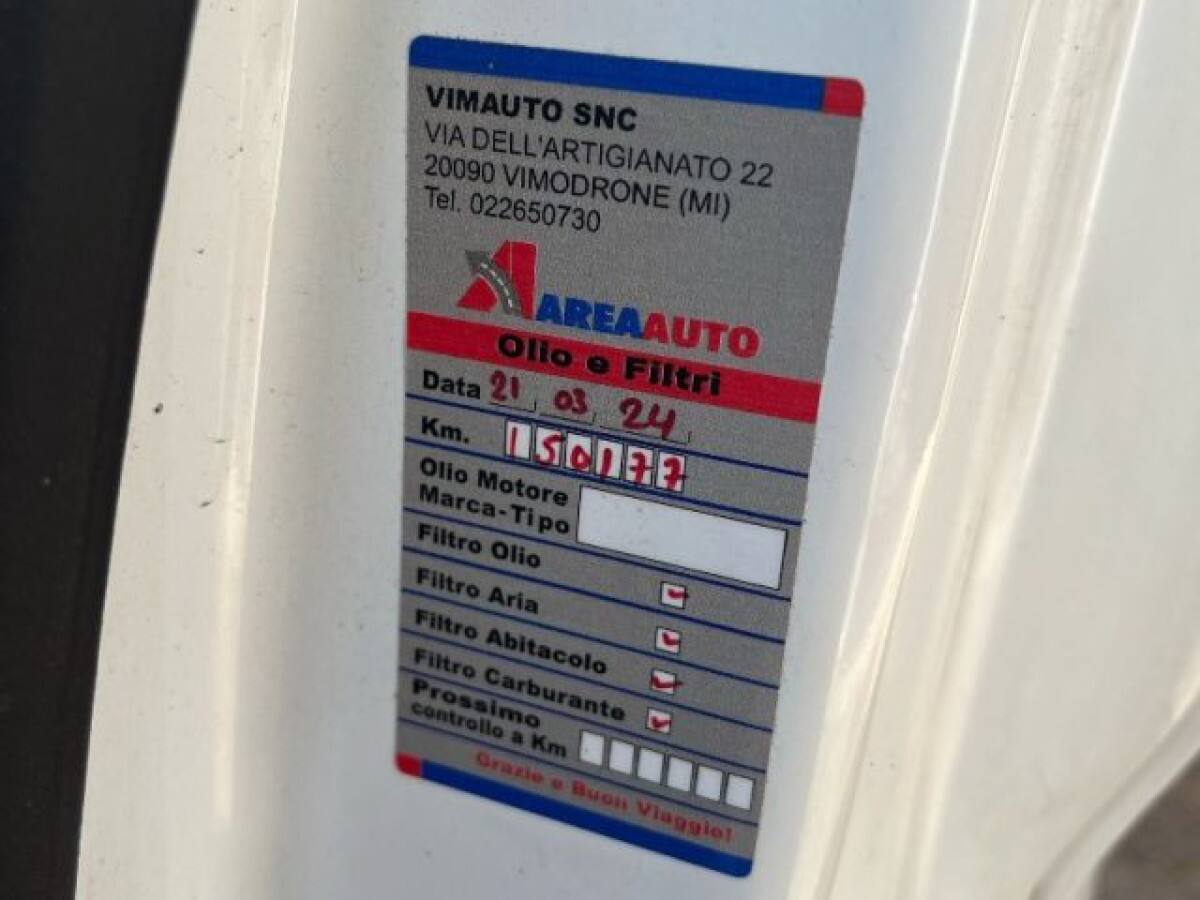 VIMAUTO SNC
VIA DELL'ARTIGIANATO 22
20090 VIMODRONE (MI)
Tel. 022650730
AREAAUTO
Olio e Filtri
Data 21 03 24
Km. 150177
Olio Motore
Marca-Tipo
Filtro Olio
Filtro Aria
Filtro Abitacolo
Filtro Carburante
Prossimo
controllo a Km
Grazie e Buon Viaggio!